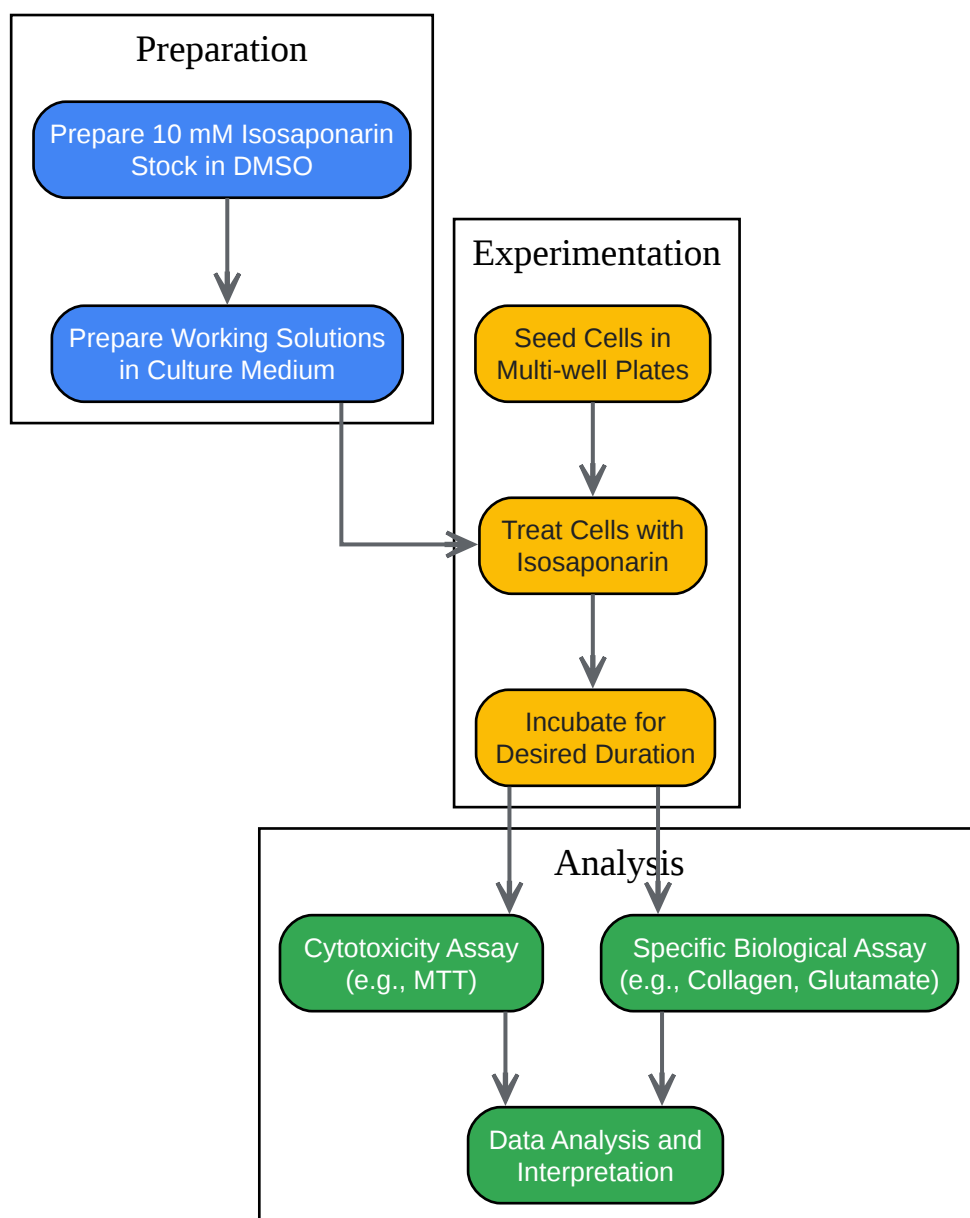 Preparation
Prepare 10 mM Isosaponarin
Stock in DMSO
Prepare Working Solutions
in Culture Medium
Experimentation
Seed Cells in
Multi-well Plates
Treat Cells with
Isosaponarin
Incubate for
Desired Duration
Analysis
Cytotoxicity Assay
(e.g., MTT)
Specific Biological Assay
(e.g., Collagen, Glutamate)
Data Analysis and
Interpretation